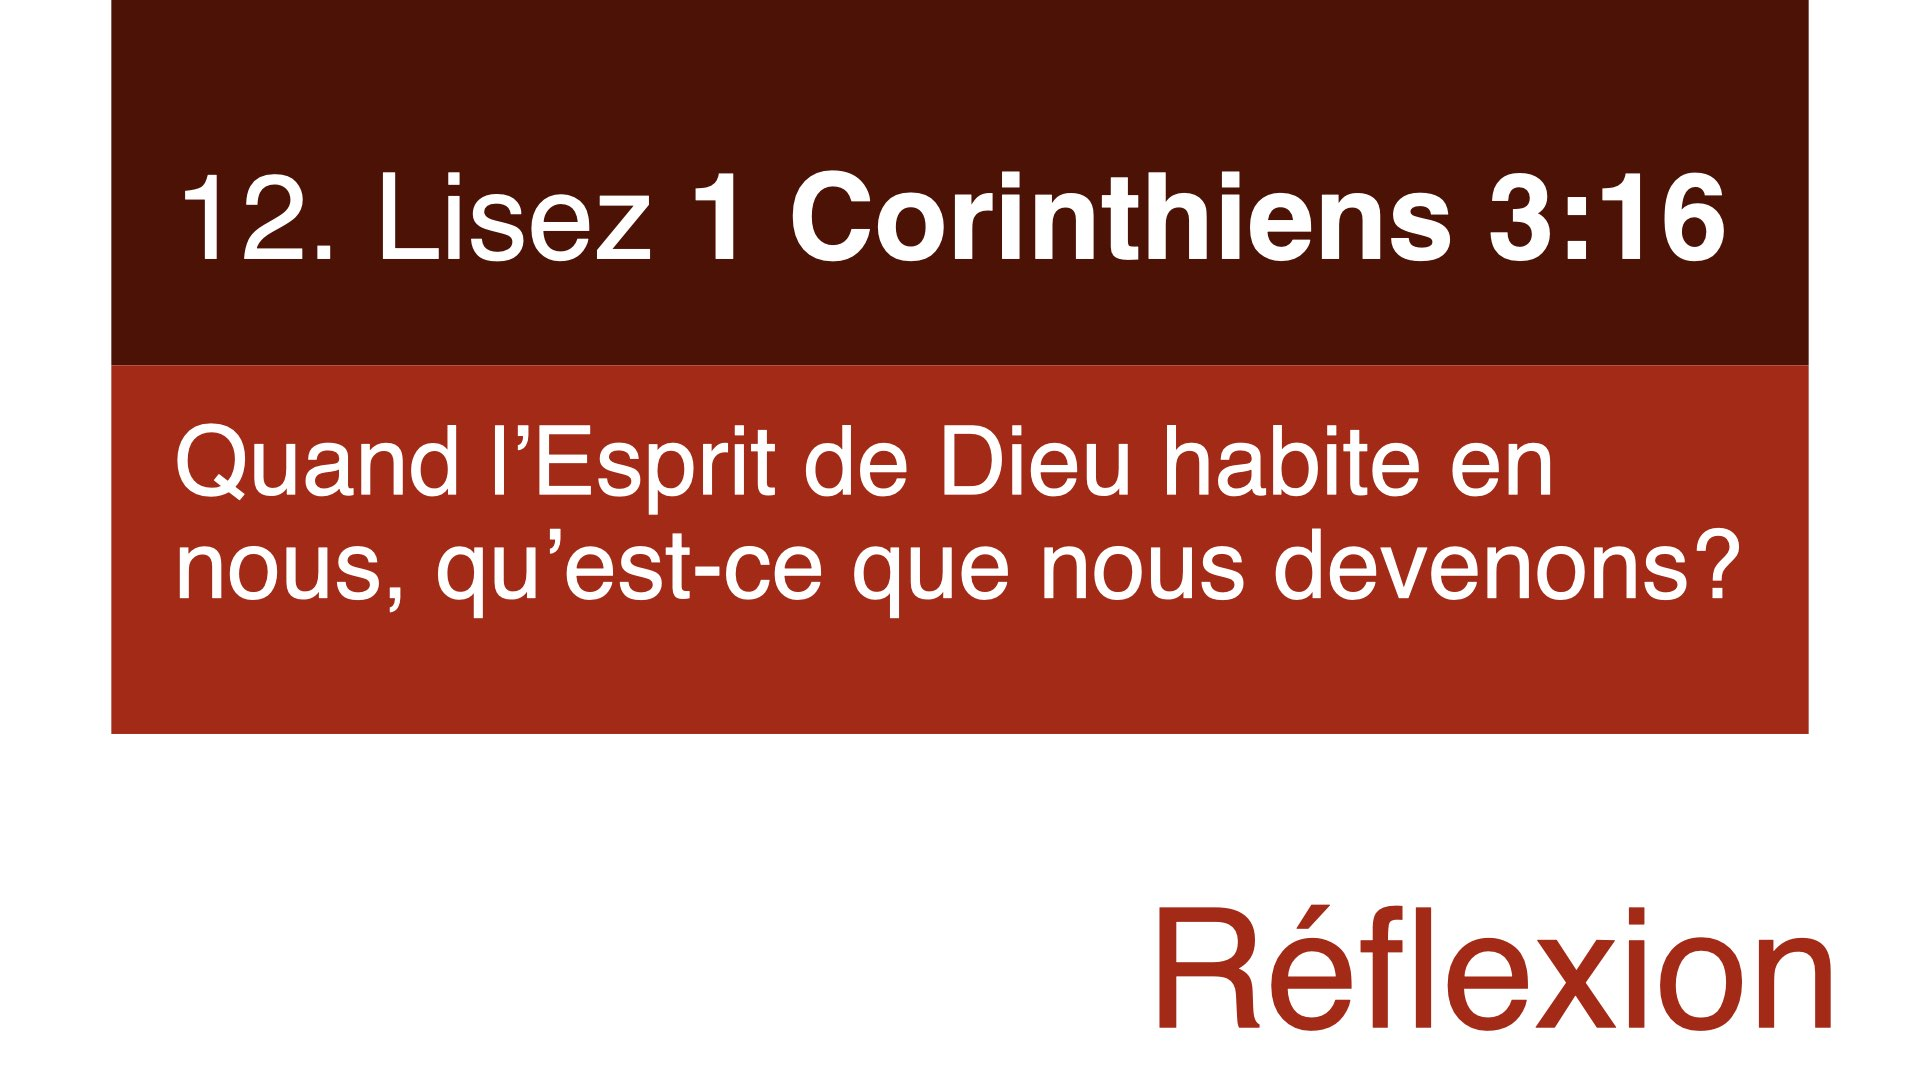 12. Lisez 1 Corinthiens 3:16
Quand l’Esprit de Dieu habite en
nous, qu’est-ce que nous devenons?
Réflexion